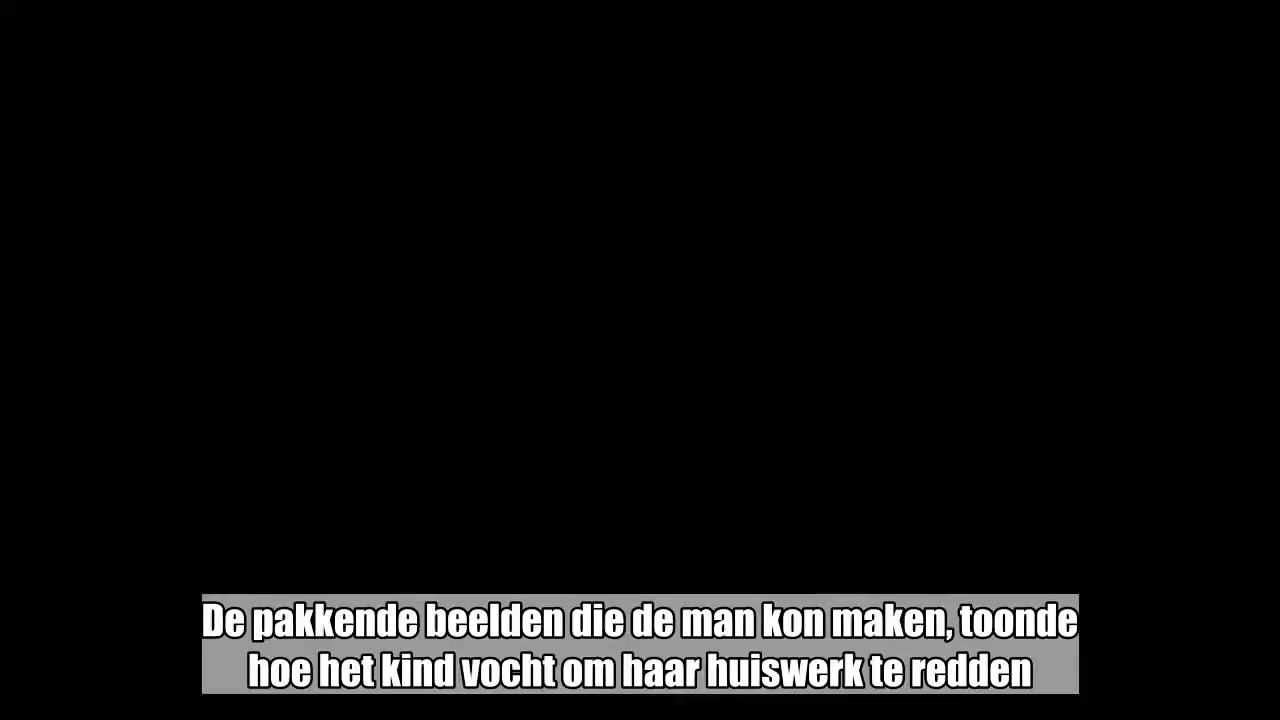 De pakkende beelden die de man kon maken, toonde
hoe het kind vocht om haar huiswerk te redden